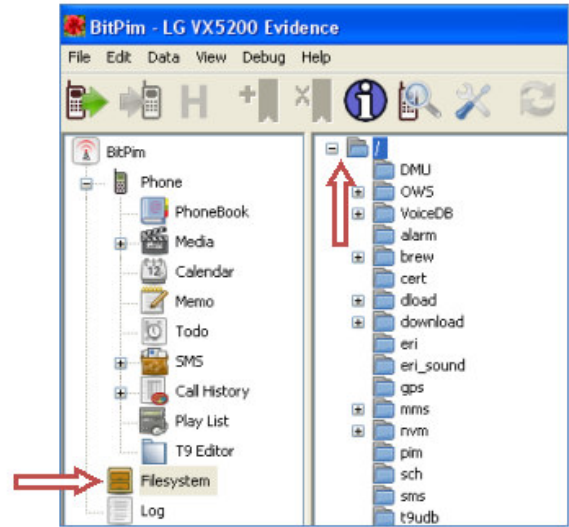 BitPim - LG VX5200 Evidence
File Edit Data View Debug Help
BitPim
Phone
PhoneBook
Media
12
Calendar
Memo
Todo
SMS
Call History
Play List
T9 Editor
Filesystem
Log
/
DMU
OWS
VoiceDB
alarm
brew
cert
dload
download
eri
eri_sound
gps
mms
nvm
pim
sch
sms
t9udb